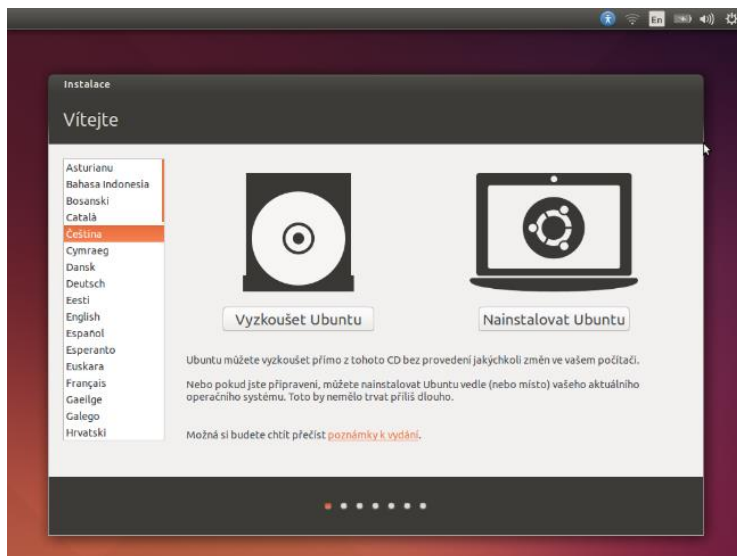 En
Instalace
Vítejte
Asturianu
Bahasa Indonesia
Bosanski
Català
Čeština
Cymraeg
Dansk
Deutsch
Eesti
English
Español
Esperanto
Euskara
Français
Gaeilge
Galego
Hrvatski
Vyzkoušet Ubuntu
Nainstalovat Ubuntu
Ubuntu můžete vyzkoušet přímo z tohoto CD bez provedení jakýchkoli změn ve vašem počítači.
Nebo pokud jste připraveni, můžete nainstalovat Ubuntu vedle (nebo místo) vašeho aktuálního
operačního systému. Toto by nemělo trvat příliš dlouho.
Možná si budete chtít přečíst poznámky k vydání.